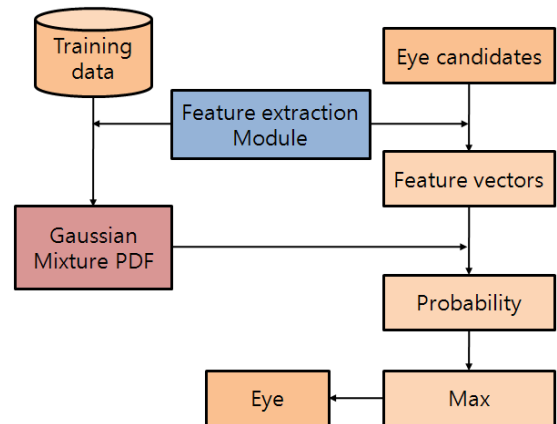 Training
data
Eye candidates
Feature extraction
Module
Feature vectors
Gaussian
Mixture PDF
Probability
Eye
Max